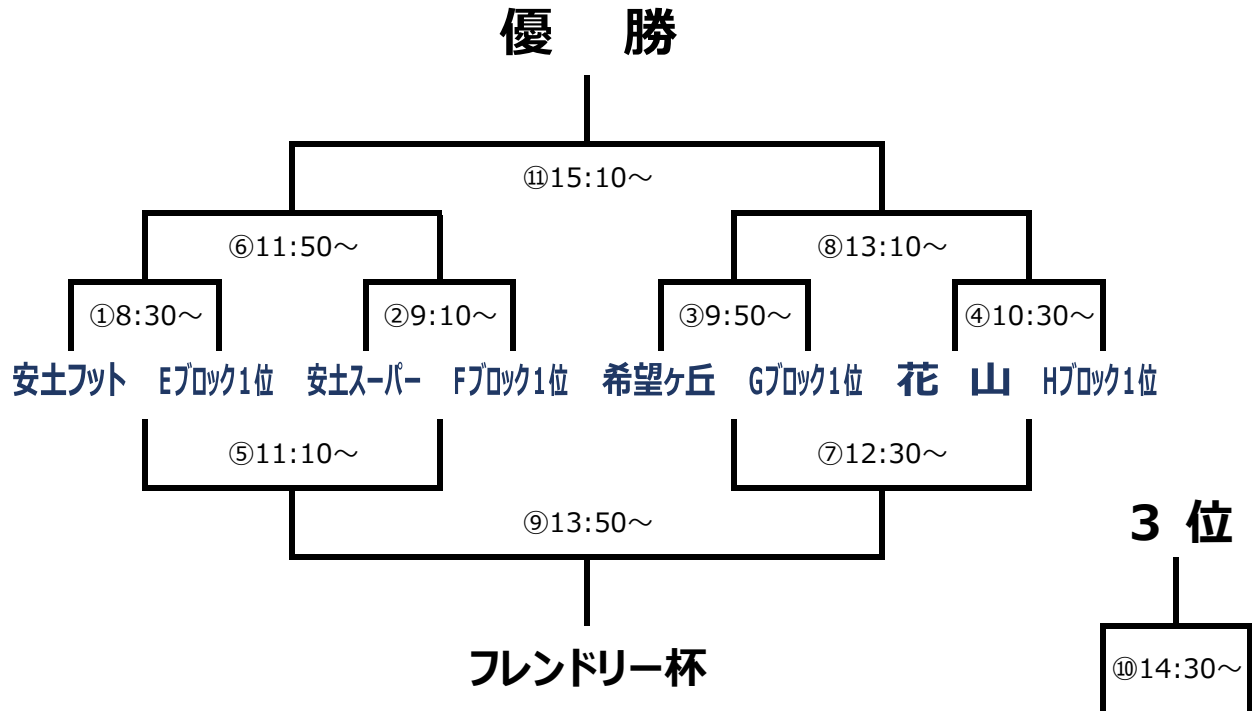 優 勝
⑪15:10～
⑥11:50～ ⑧13:10～
①8:30～ ②9:10～ ③9:50～ ④10:30～
安土フット Eブロック1位 安土スーパー Fブロック1位 希望ヶ丘 Gブロック1位 花 山 Hブロック1位
⑤11:10～ ⑦12:30～
⑨13:50～
3 位
フレンドリー杯
⑩14:30～